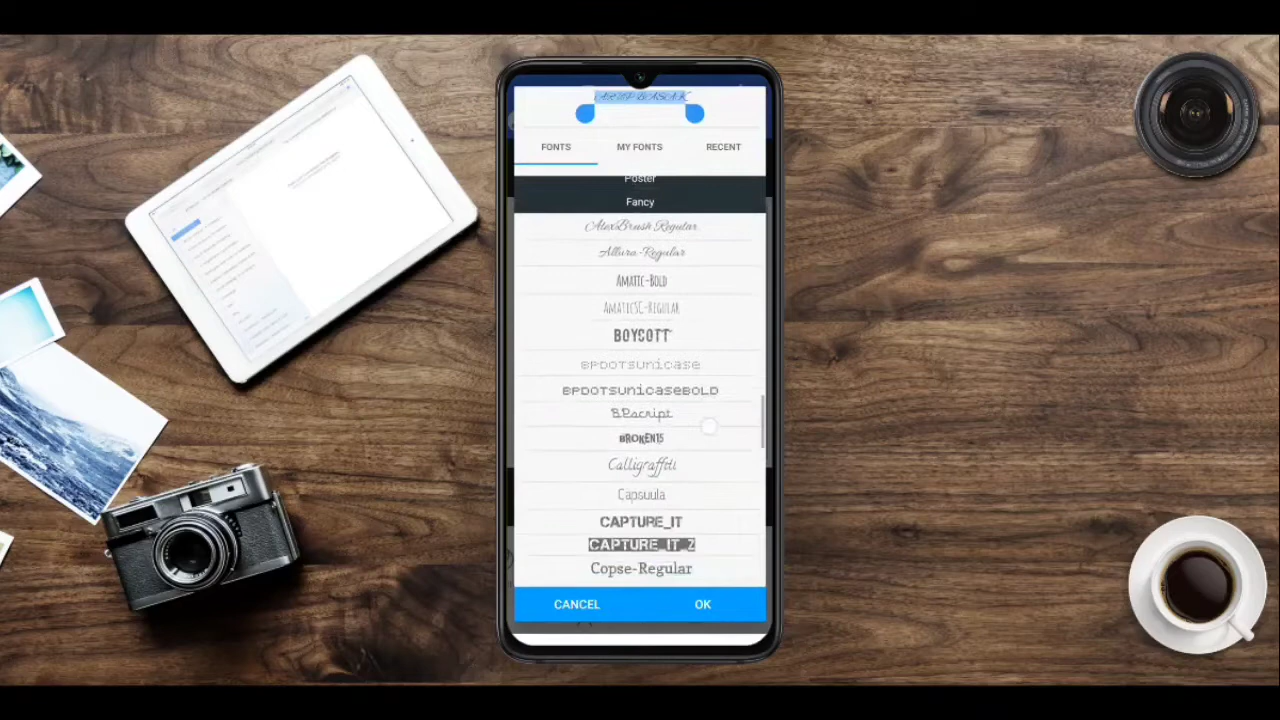 FONTS MY FONTS RECENT
Poster
Fancy
AlexBrush Regular
Allura-Regular
Amatic-Bold
AmaticSC-Regular
BOYCOTT
BPDOTSUNICASE
BPDOTSUNICASEBOLD
BPscript
BROKEN15
Calligraffiti
Capsuula
CAPTURE_IT
CAPTURE_IT_2
Copse-Regular
CANCEL OK